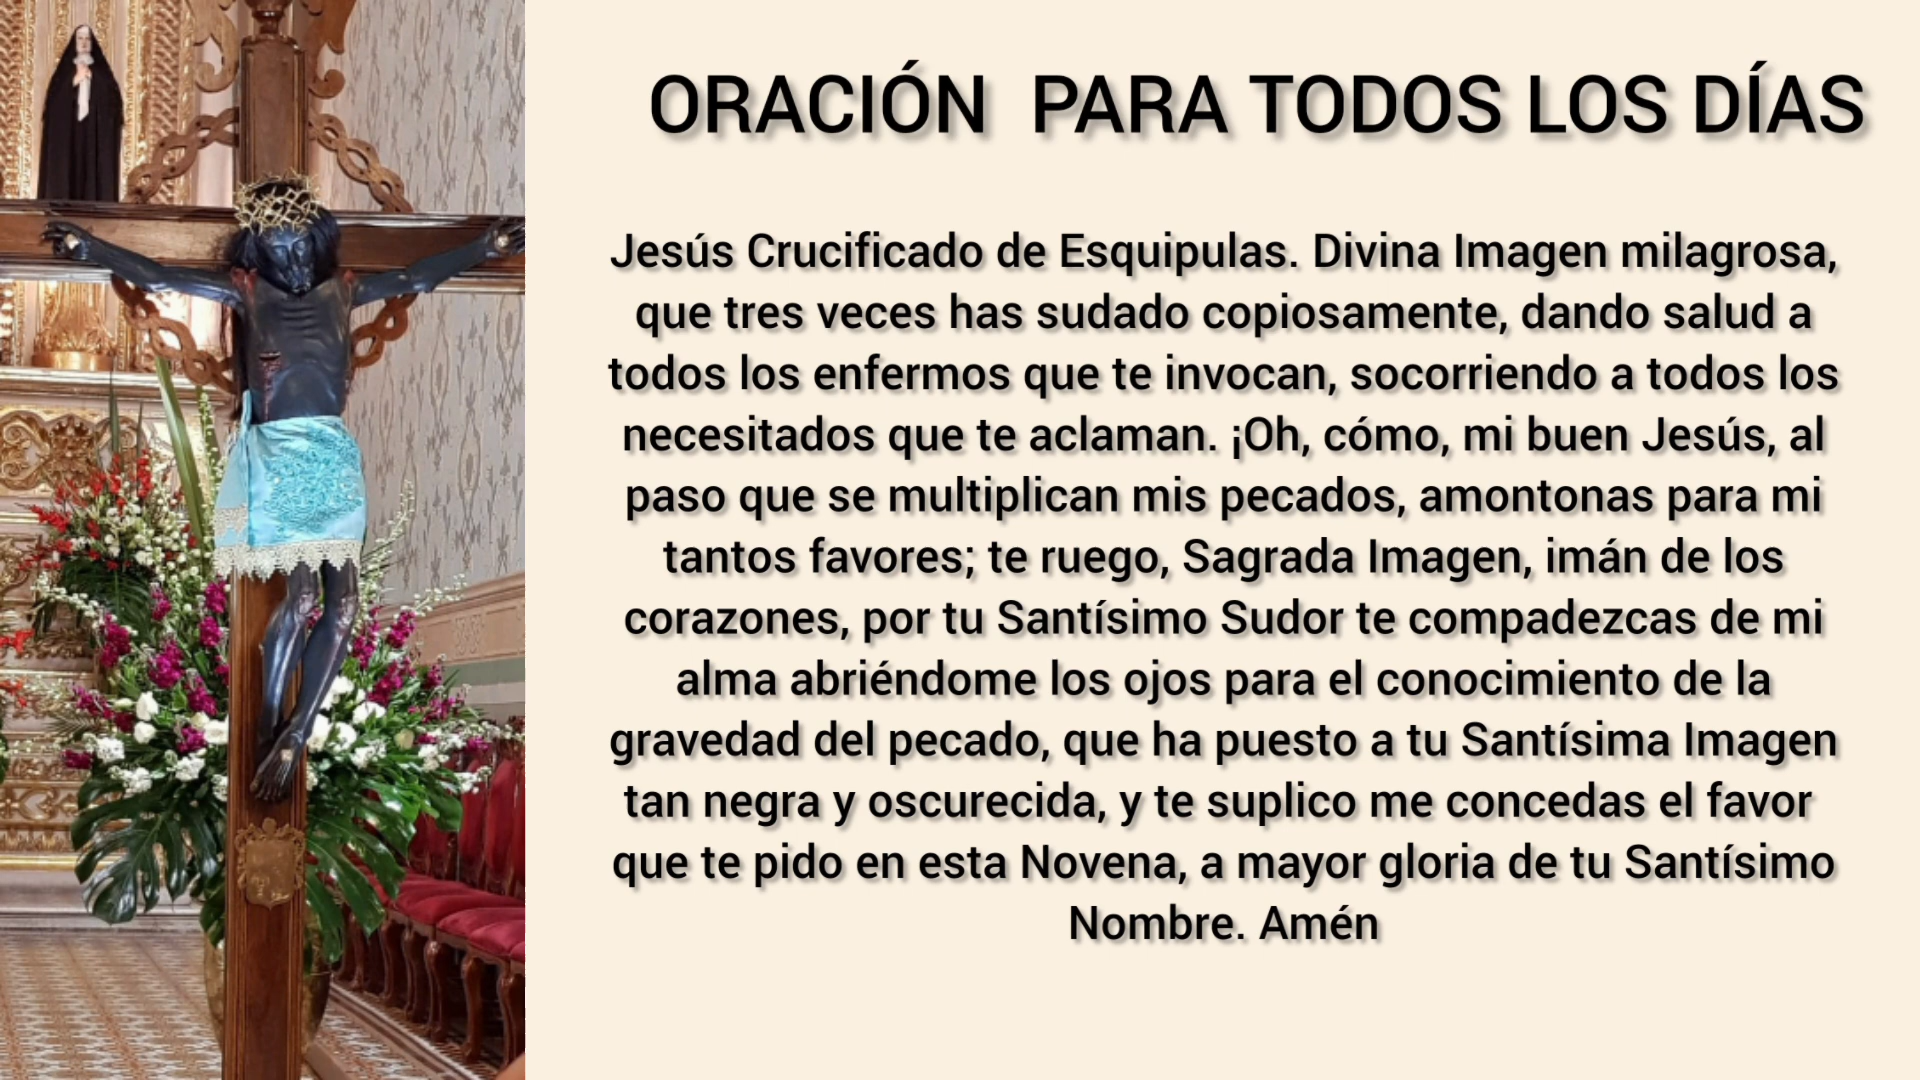 ORACIÓN  PARA TODOS LOS DÍAS
Jesús Crucificado de Esquipulas. Divina Imagen milagrosa,
que tres veces has sudado copiosamente, dando salud a
todos los enfermos que te invocan, socorriendo a todos los
necesitados que te aclaman. ¡Oh, cómo, mi buen Jesús, al
paso que se multiplican mis pecados, amontonas para mi
tantos favores; te ruego, Sagrada Imagen, imán de los
corazones, por tu Santísimo Sudor te compadezcas de mi
alma abriéndome los ojos para el conocimiento de la
gravedad del pecado, que ha puesto a tu Santísima Imagen
tan negra y oscurecida, y te suplico me concedas el favor
que te pido en esta Novena, a mayor gloria de tu Santísimo
Nombre. Amén